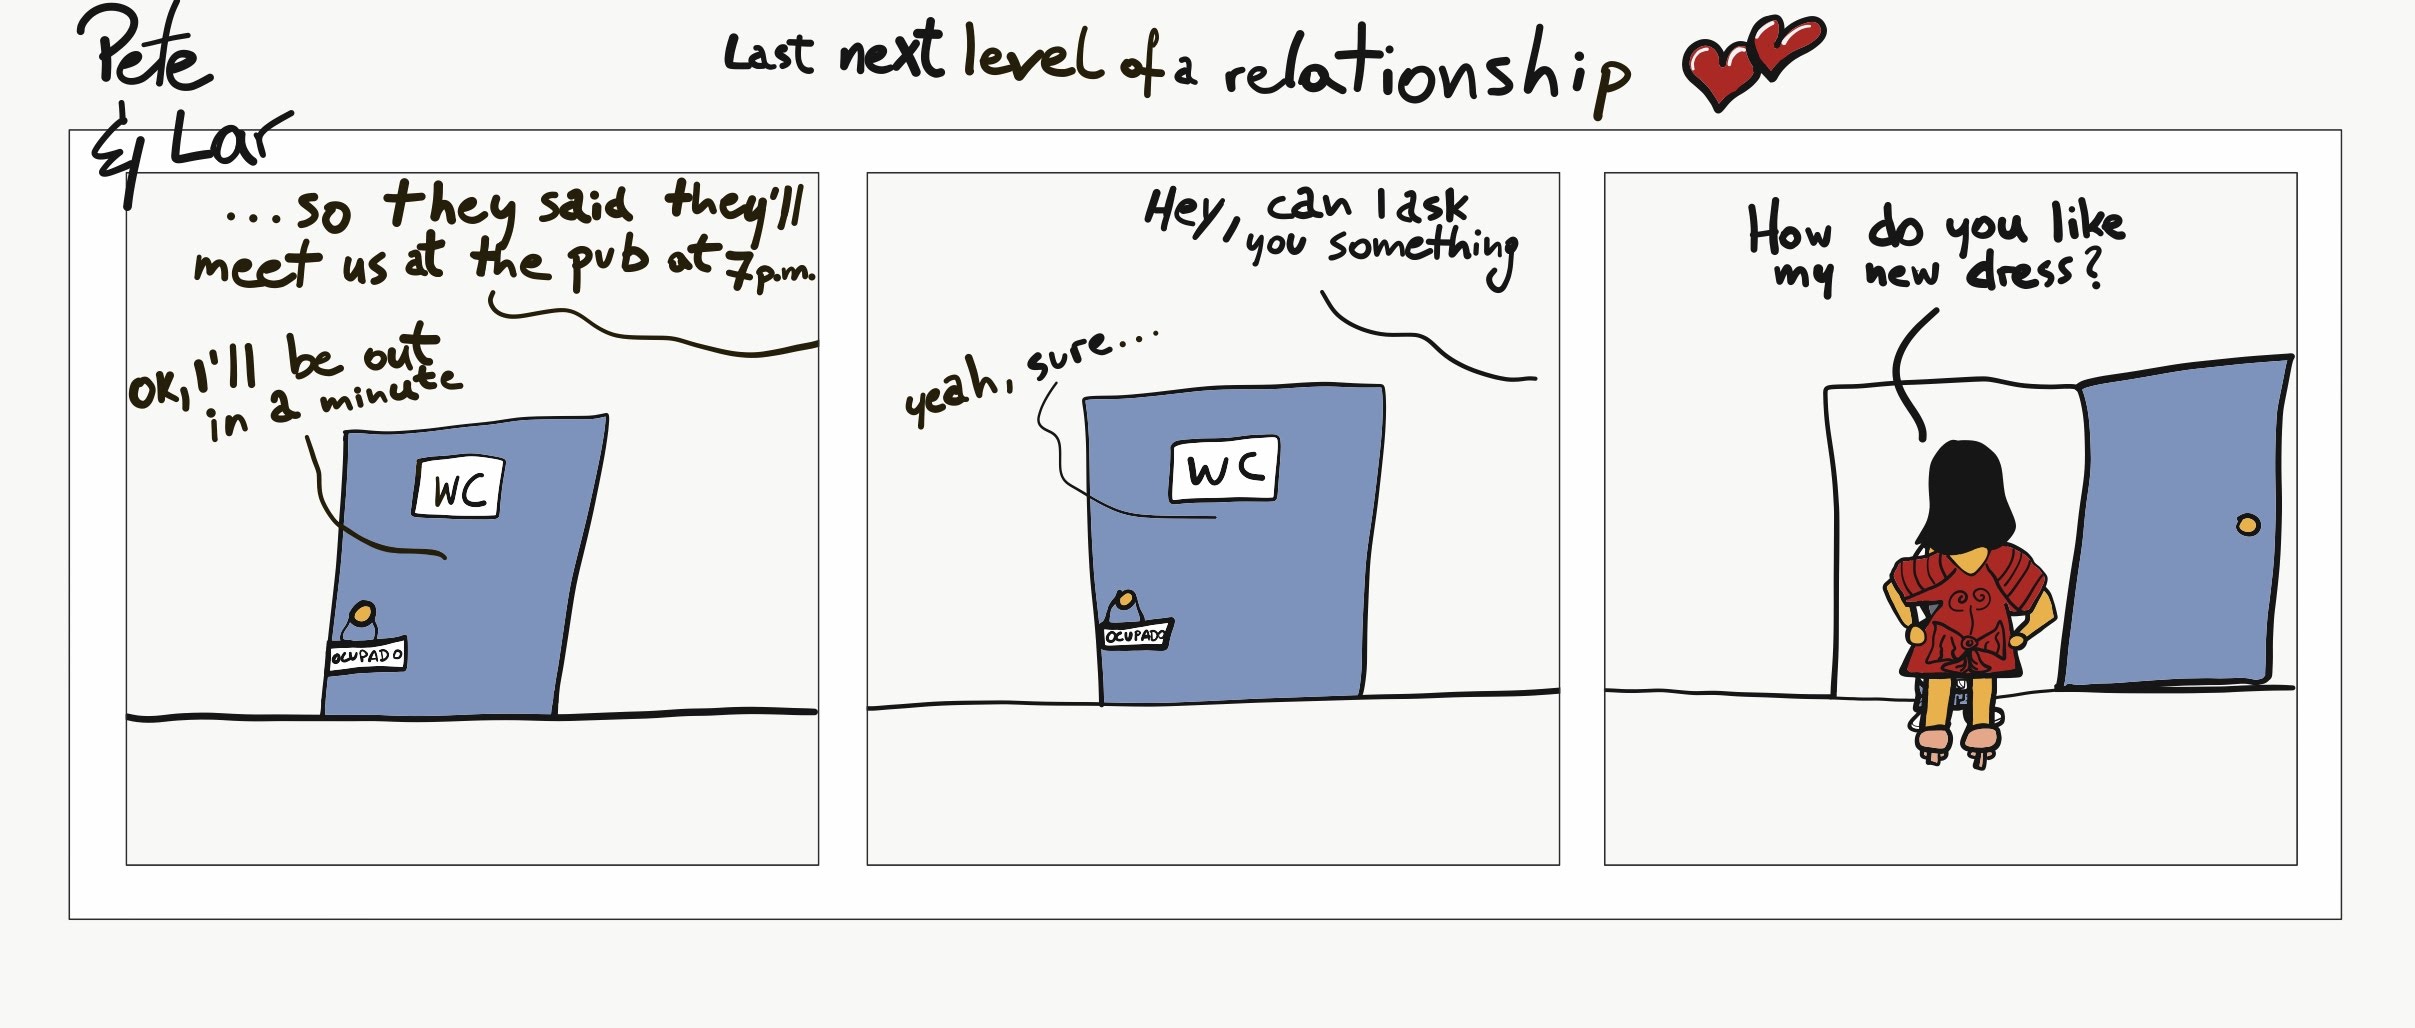 Pete
& Lar
Last next level of a relationship
...so they said they'll
meet us at the pub at 7p.m.
OK, I'll be out
in a minute
WC
OCUPADO
Hey, can I ask
you something
yeah, sure...
WC
OCUPADO
How do you like
my new dress?